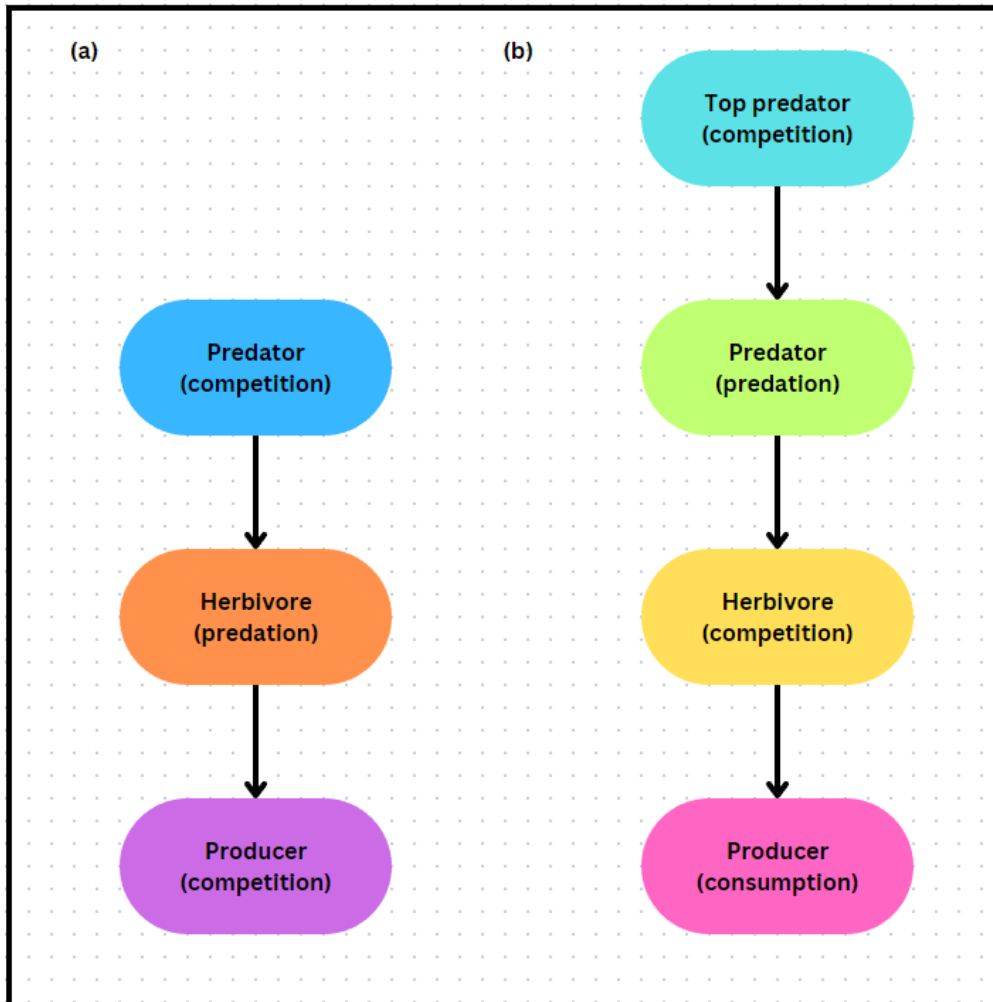 (a)
Predator
(competition)
Herbivore
(predation)
Producer
(competition)
(b)
Top predator
(competition)
Predator
(predation)
Herbivore
(competition)
Producer
(consumption)